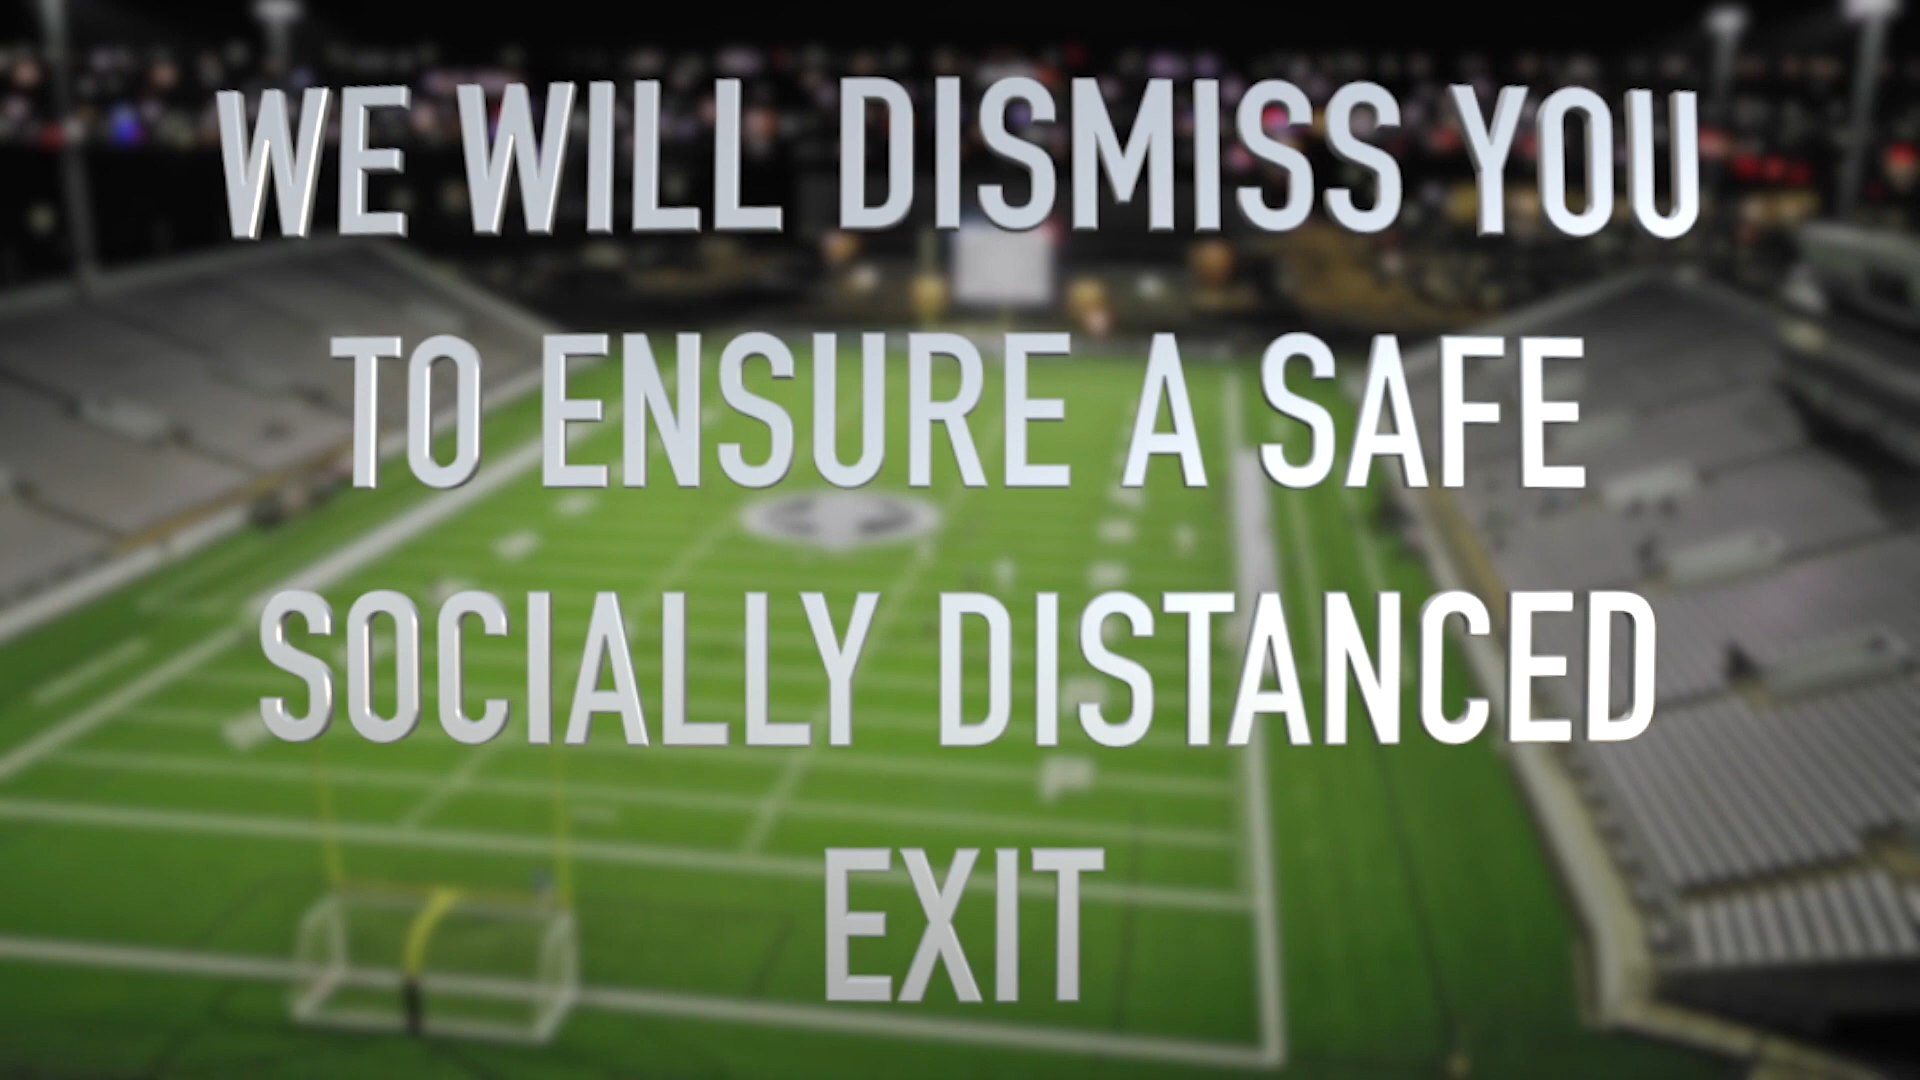 WE WILL DISMISS YOU
TO ENSURE A SAFE
SOCIALLY DISTANCED
EXIT